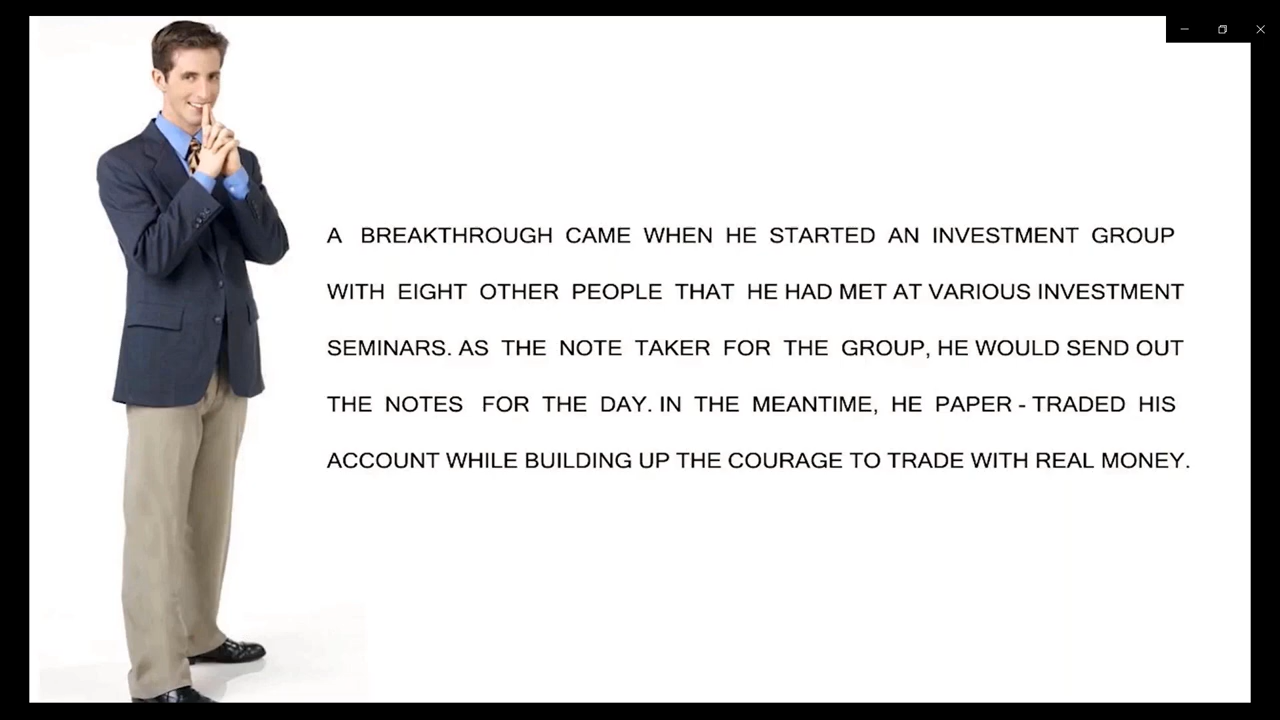 A BREAKTHROUGH CAME WHEN HE STARTED AN INVESTMENT GROUP
WITH EIGHT OTHER PEOPLE THAT HE HAD MET AT VARIOUS INVESTMENT
SEMINARS. AS THE NOTE TAKER FOR THE GROUP, HE WOULD SEND OUT
THE NOTES FOR THE DAY. IN THE MEANTIME, HE PAPER - TRADED HIS
ACCOUNT WHILE BUILDING UP THE COURAGE TO TRADE WITH REAL MONEY.